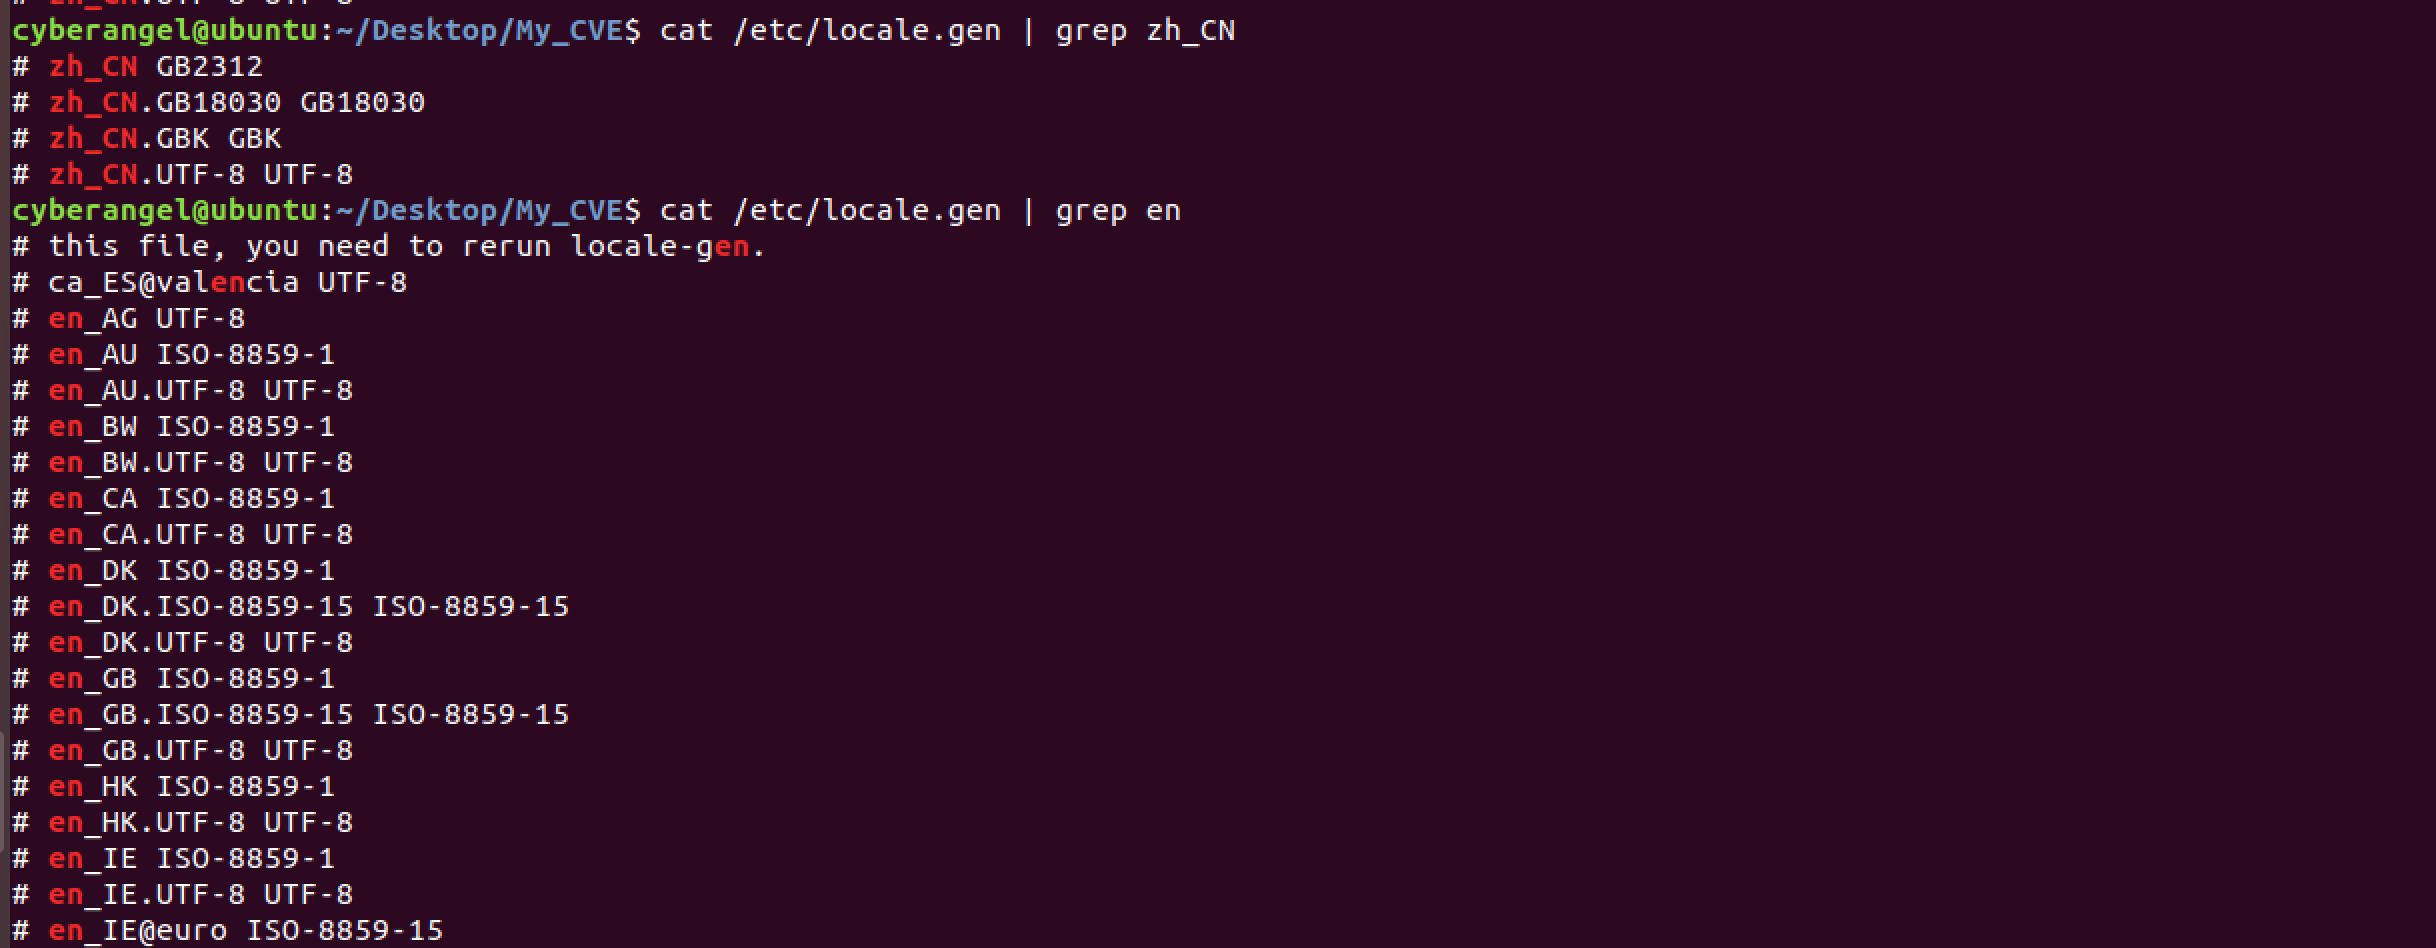 # zh_CN.UTF-8 UTF-8
cyberangel@ubuntu:~/Desktop/My_CVE$ cat /etc/locale.gen | grep zh_CN
# zh_CN GB2312
# zh_CN.GB18030 GB18030
# zh_CN.GBK GBK
# zh_CN.UTF-8 UTF-8
cyberangel@ubuntu:~/Desktop/My_CVE$ cat /etc/locale.gen | grep en
# this file, you need to rerun locale-gen.
# ca_ES@valencia UTF-8
# en_AG UTF-8
# en_AU ISO-8859-1
# en_AU.UTF-8 UTF-8
# en_BW ISO-8859-1
# en_BW.UTF-8 UTF-8
# en_CA ISO-8859-1
# en_CA.UTF-8 UTF-8
# en_DK ISO-8859-1
# en_DK.ISO-8859-15 ISO-8859-15
# en_DK.UTF-8 UTF-8
# en_GB ISO-8859-1
# en_GB.ISO-8859-15 ISO-8859-15
# en_GB.UTF-8 UTF-8
# en_HK ISO-8859-1
# en_HK.UTF-8 UTF-8
# en_IE ISO-8859-1
# en_IE.UTF-8 UTF-8
# en_IE@euro ISO-8859-15